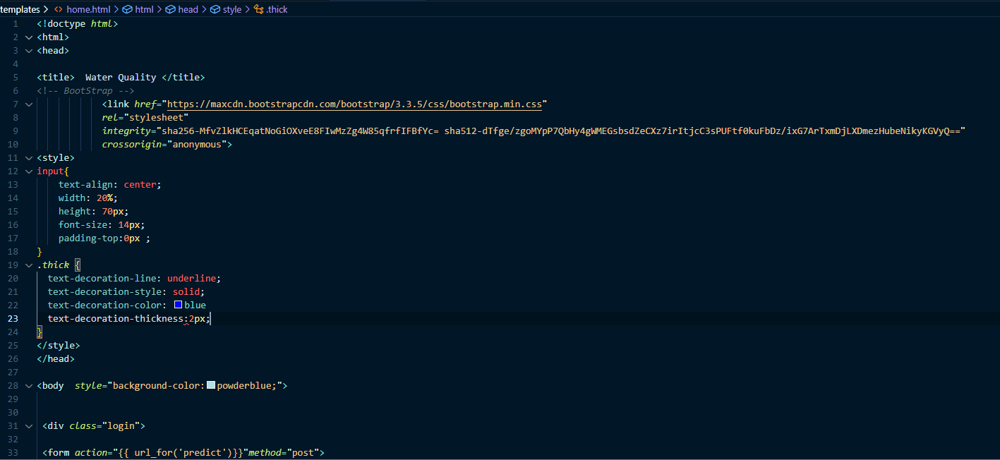 templates > <> home.html > html > head > style > .thick
1 <!doctype html>
2 <html>
3 <head>
4
5 <title>  Water Quality </title>
6 <!-- BootStrap -->
7 <link href="https://maxcdn.bootstrapcdn.com/bootstrap/3.3.5/css/bootstrap.min.css"
8 rel="stylesheet"
9 integrity="sha256-MfvZlkHCEqatNoGiOXveE8FIwMzZg4W85qfrfIFBfYc= sha512-dTfge/zgoMYpP7QbHy4gWMEGsbsdZeCXz7irItjcC3sPUFtf0kuFbDz/ixG7ArTxmDjLXDmezHubeNikyKGVyQ=="
10 crossorigin="anonymous">
11 <style>
12 input{
13 text-align: center;
14 width: 20%;
15 height: 70px;
16 font-size: 14px;
17 padding-top:0px ;
18 }
19 .thick {
20 text-decoration-line: underline;
21 text-decoration-style: solid;
22 text-decoration-color: blue
23 text-decoration-thickness:2px;
24 }
25 </style>
26 </head>
27
28 <body  style="background-color:powderblue;">
29
30
31 <div class="login">
32
33 <form action="{{ url_for('predict')}}"method="post">